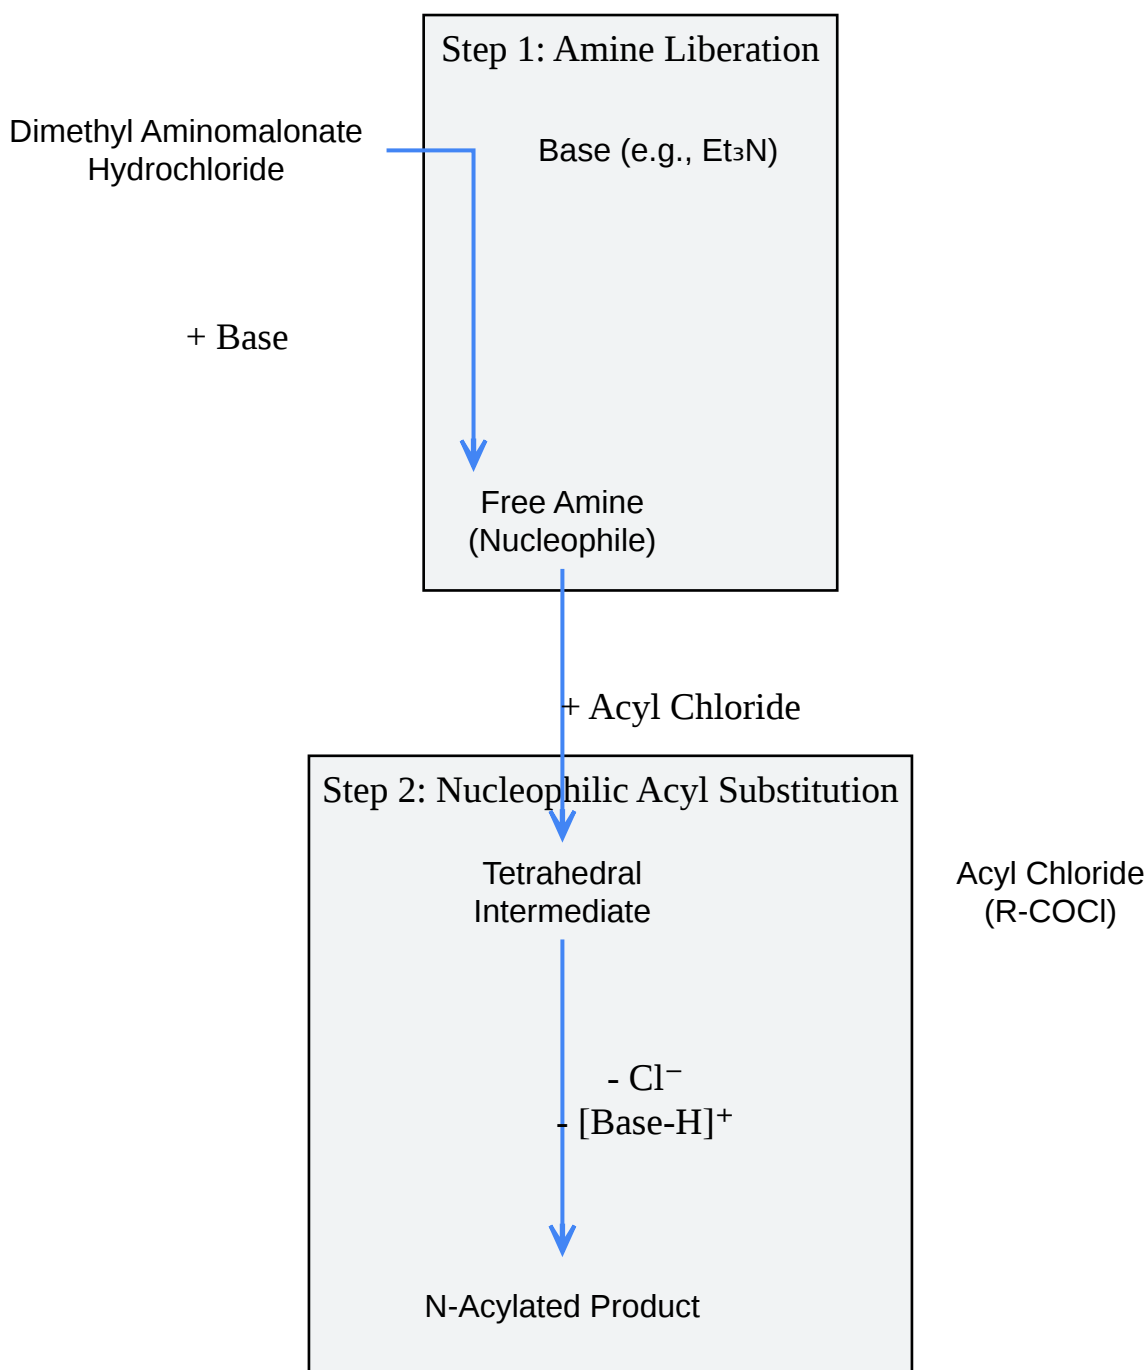 Step 1: Amine Liberation
Dimethyl Aminomalonate
Hydrochloride
Base (e.g., Et₃N)
+ Base
Free Amine
(Nucleophile)
+ Acyl Chloride
Step 2: Nucleophilic Acyl Substitution
Tetrahedral
Intermediate
Acyl Chloride
(R-COCl)
- Cl⁻
- [Base-H]⁺
N-Acylated Product